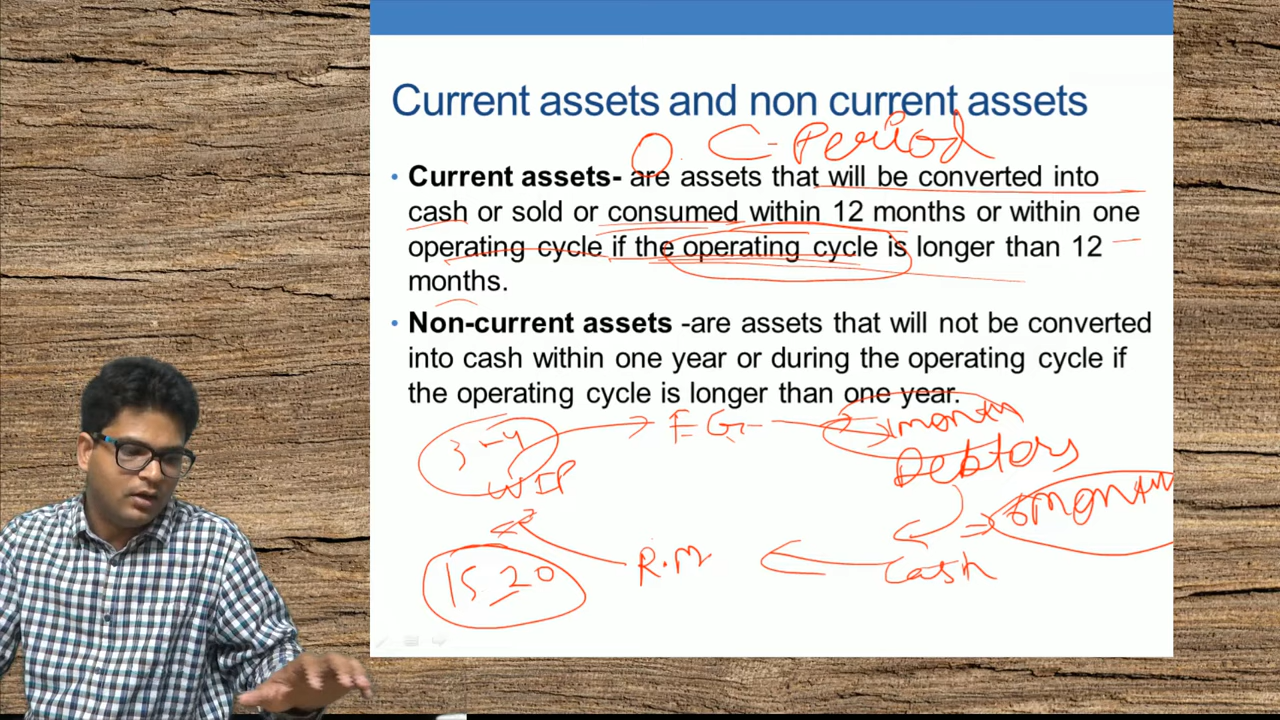 Current assets and non current assets
O. C-Period
• Current assets- are assets that will be converted into
cash or sold or consumed within 12 months or within one
operating cycle if the operating cycle is longer than 12
months.
• Non-current assets -are assets that will not be converted
into cash within one year or during the operating cycle if
the operating cycle is longer than one year.
3-4
F G
month
WIP
Debtors
month
R.M
Cash
15-20